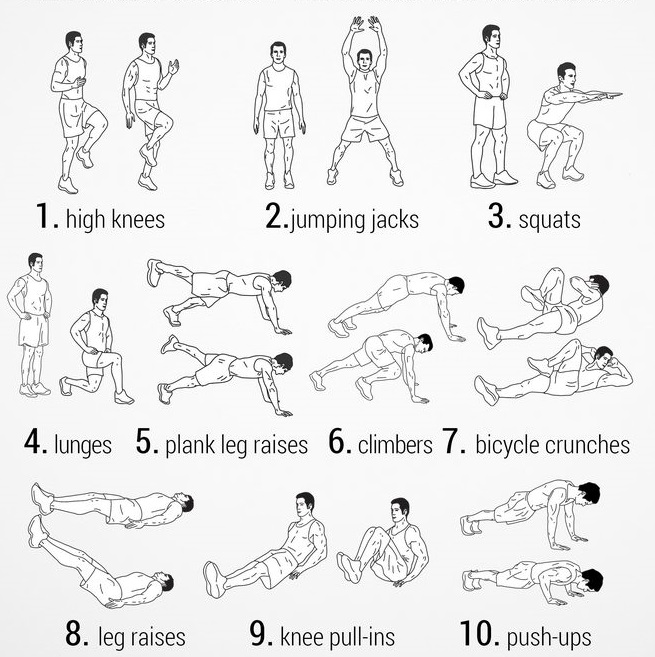 1. high knees
2.jumping jacks
3. squats
4. lunges
5. plank leg raises
6. climbers
7. bicycle crunches
8. leg raises
9. knee pull-ins
10. push-ups